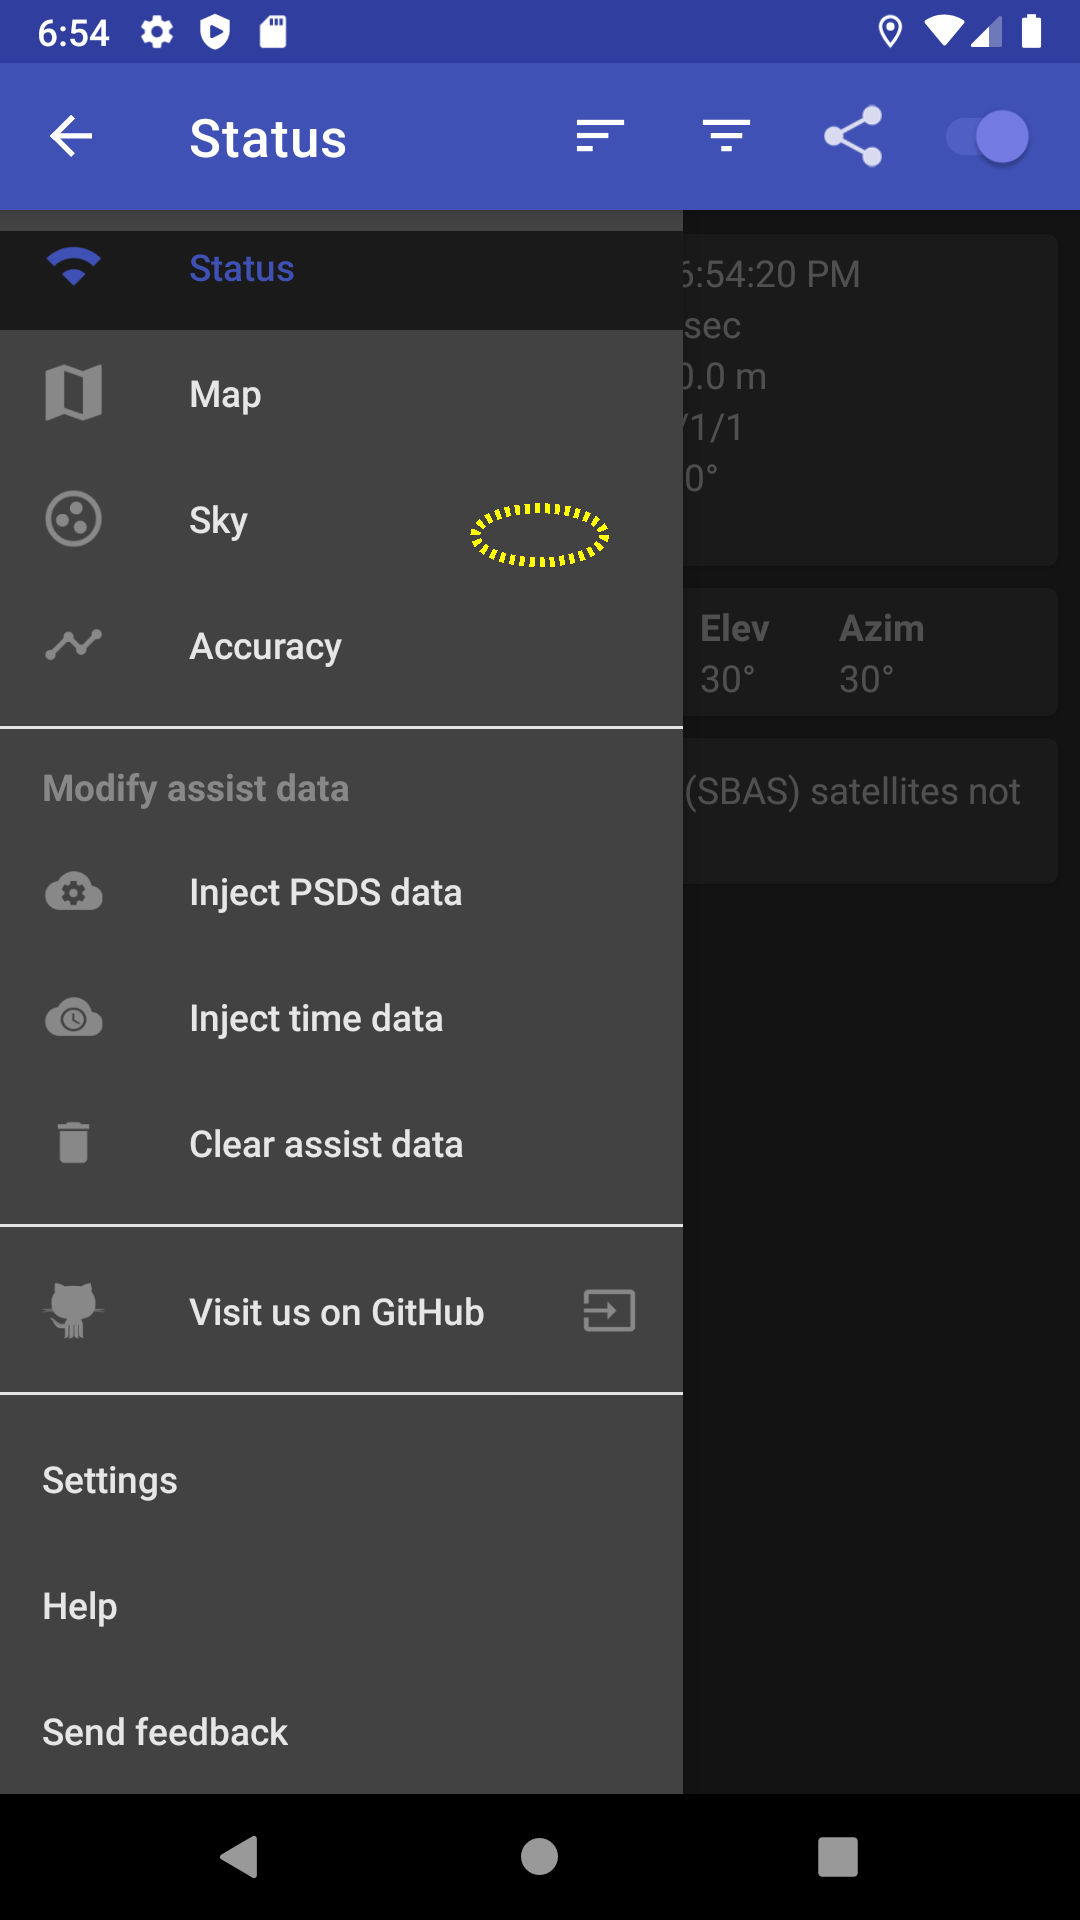 6:54
Status
Status
6:54:20 PM
sec
Map
0.0 m
/1/1
0°
Sky
Elev Azim
Accuracy
30° 30°
Modify assist data
(SBAS) satellites not
Inject PSDS data
Inject time data
Clear assist data
Visit us on GitHub
Settings
Help
Send feedback